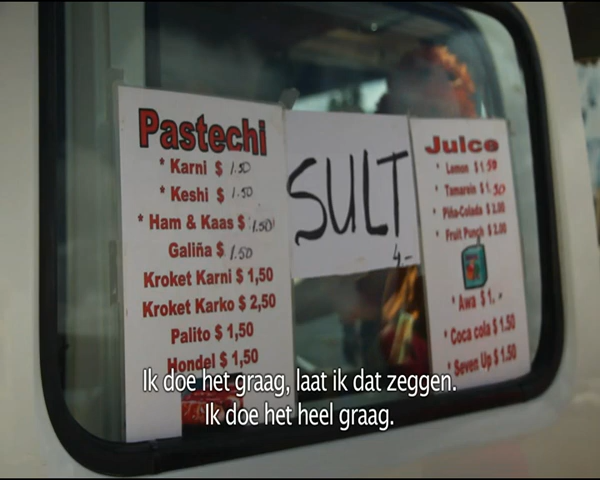 Pastechi
* Karni $ 1.50
* Keshi $ 1.50
* Ham & Kaas $ 1.50
Galiña $ 1.50
Kroket Karni $ 1,50
Kroket Karko $ 2,50
Palito $ 1,50
Hondel $ 1,50
SULT
4.-
Juice
* Lemon $ 1.50
* Tamarein $ 1.50
* Piña-Colada $ 2.00
* Fruit Punch $ 2.00
* Awa $ 1. -
* Coca cola $ 1.50
* Seven Up $ 1.50
Ik doe het graag, laat ik dat zeggen.
Ik doe het heel graag.